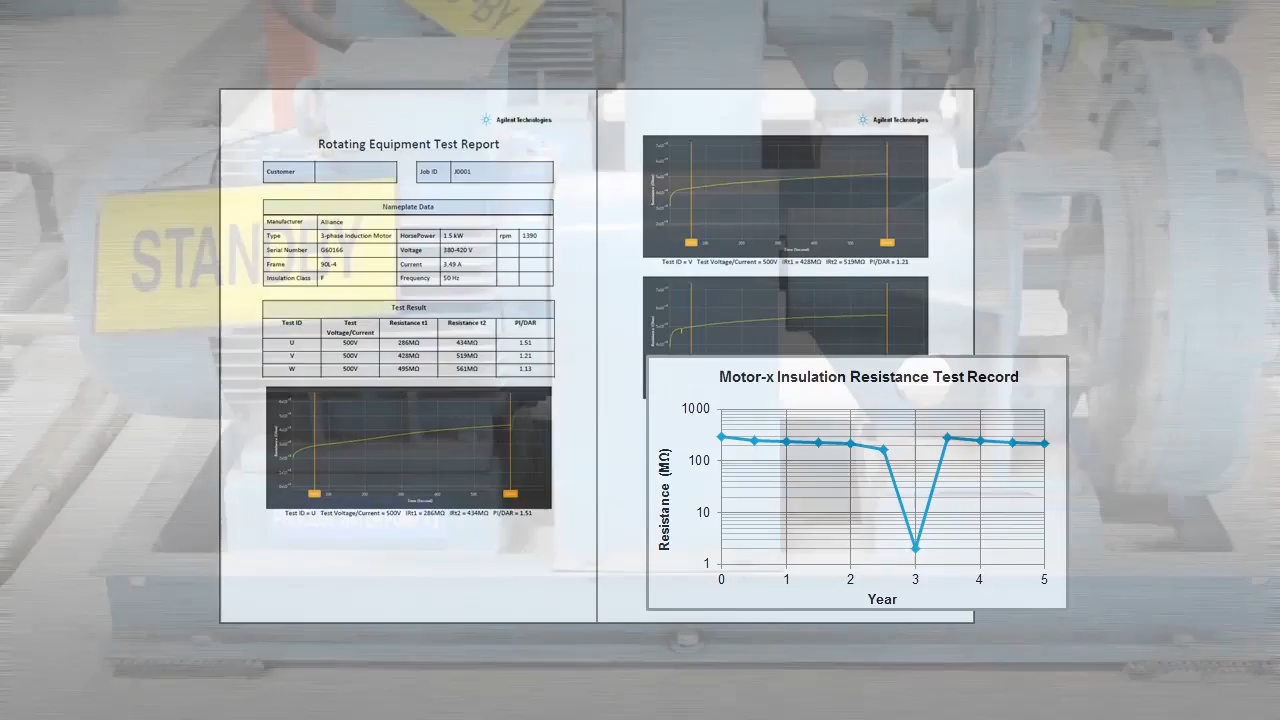 BY
STAND Y
Agilent Technologies
Rotating Equipment Test Report
Customer
Job ID J0001
Nameplate Data
Manufacturer Alliance
Type 3-phase Induction Motor HorsePower 1.5 kW rpm 1390
Serial Number G60166 Voltage 380-420 V
Frame 90L-4 Current 3.49 A
Insulation Class F Frequency 50 Hz
Test Result
Test ID Test Voltage/Current Resistance t1 Resistance t2 PI/DAR
U 500V 286MΩ 434MΩ 1.51
V 500V 428MΩ 519MΩ 1.21
W 500V 495MΩ 561MΩ 1.13
Time (Second)
Test ID = U Test Voltage/Current = 500V IRt1 = 286MΩ IRt2 = 434MΩ PI/DAR = 1.51
Agilent Technologies
Time (Second)
Test ID = V Test Voltage/Current = 500V IRt1 = 428MΩ IRt2 = 519MΩ PI/DAR = 1.21
Motor-x Insulation Resistance Test Record
Resistance (MΩ)
1000
100
10
1
0 1 2 3 4 5
Year